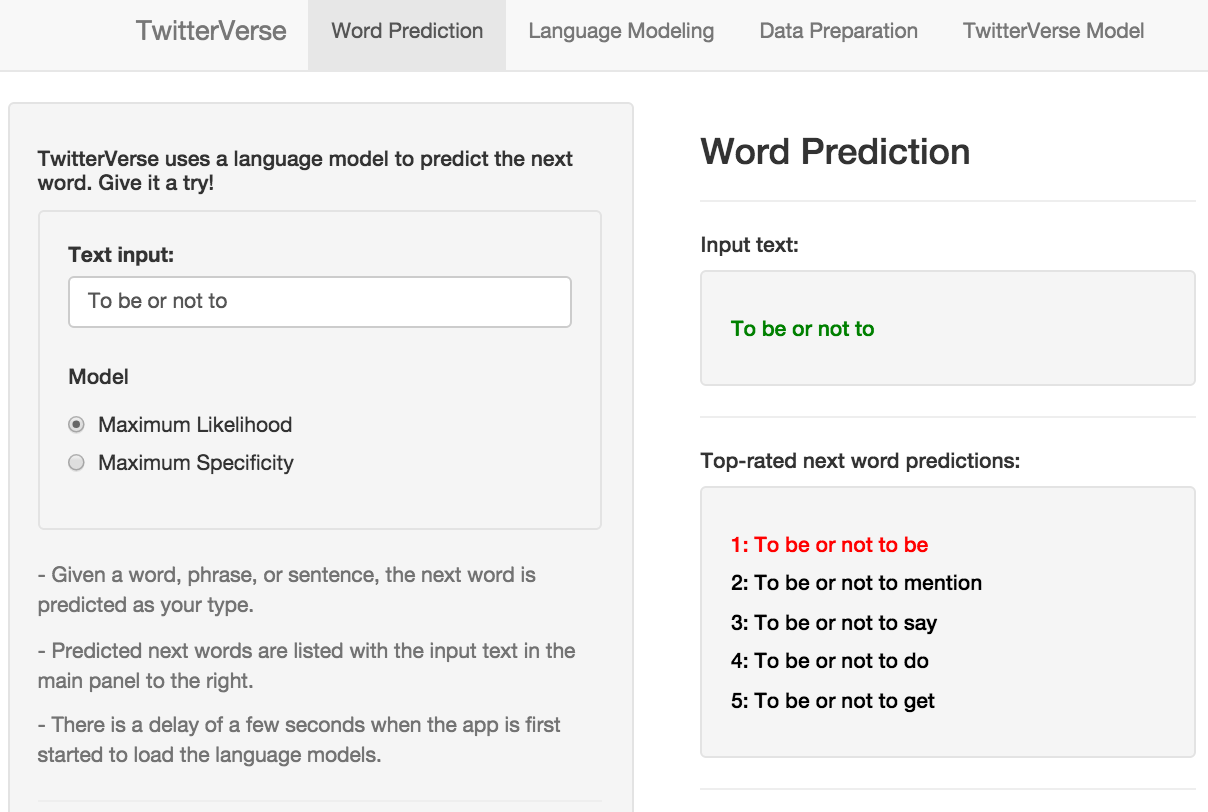 TwitterVerse Word Prediction Language Modeling Data Preparation TwitterVerse Model
TwitterVerse uses a language model to predict the next
word. Give it a try!
Text input:
To be or not to
Model
Maximum Likelihood
Maximum Specificity
- Given a word, phrase, or sentence, the next word is
predicted as your type.
- Predicted next words are listed with the input text in the
main panel to the right.
- There is a delay of a few seconds when the app is first
started to load the language models.
Word Prediction
Input text:
To be or not to
Top-rated next word predictions:
1: To be or not to be
2: To be or not to mention
3: To be or not to say
4: To be or not to do
5: To be or not to get